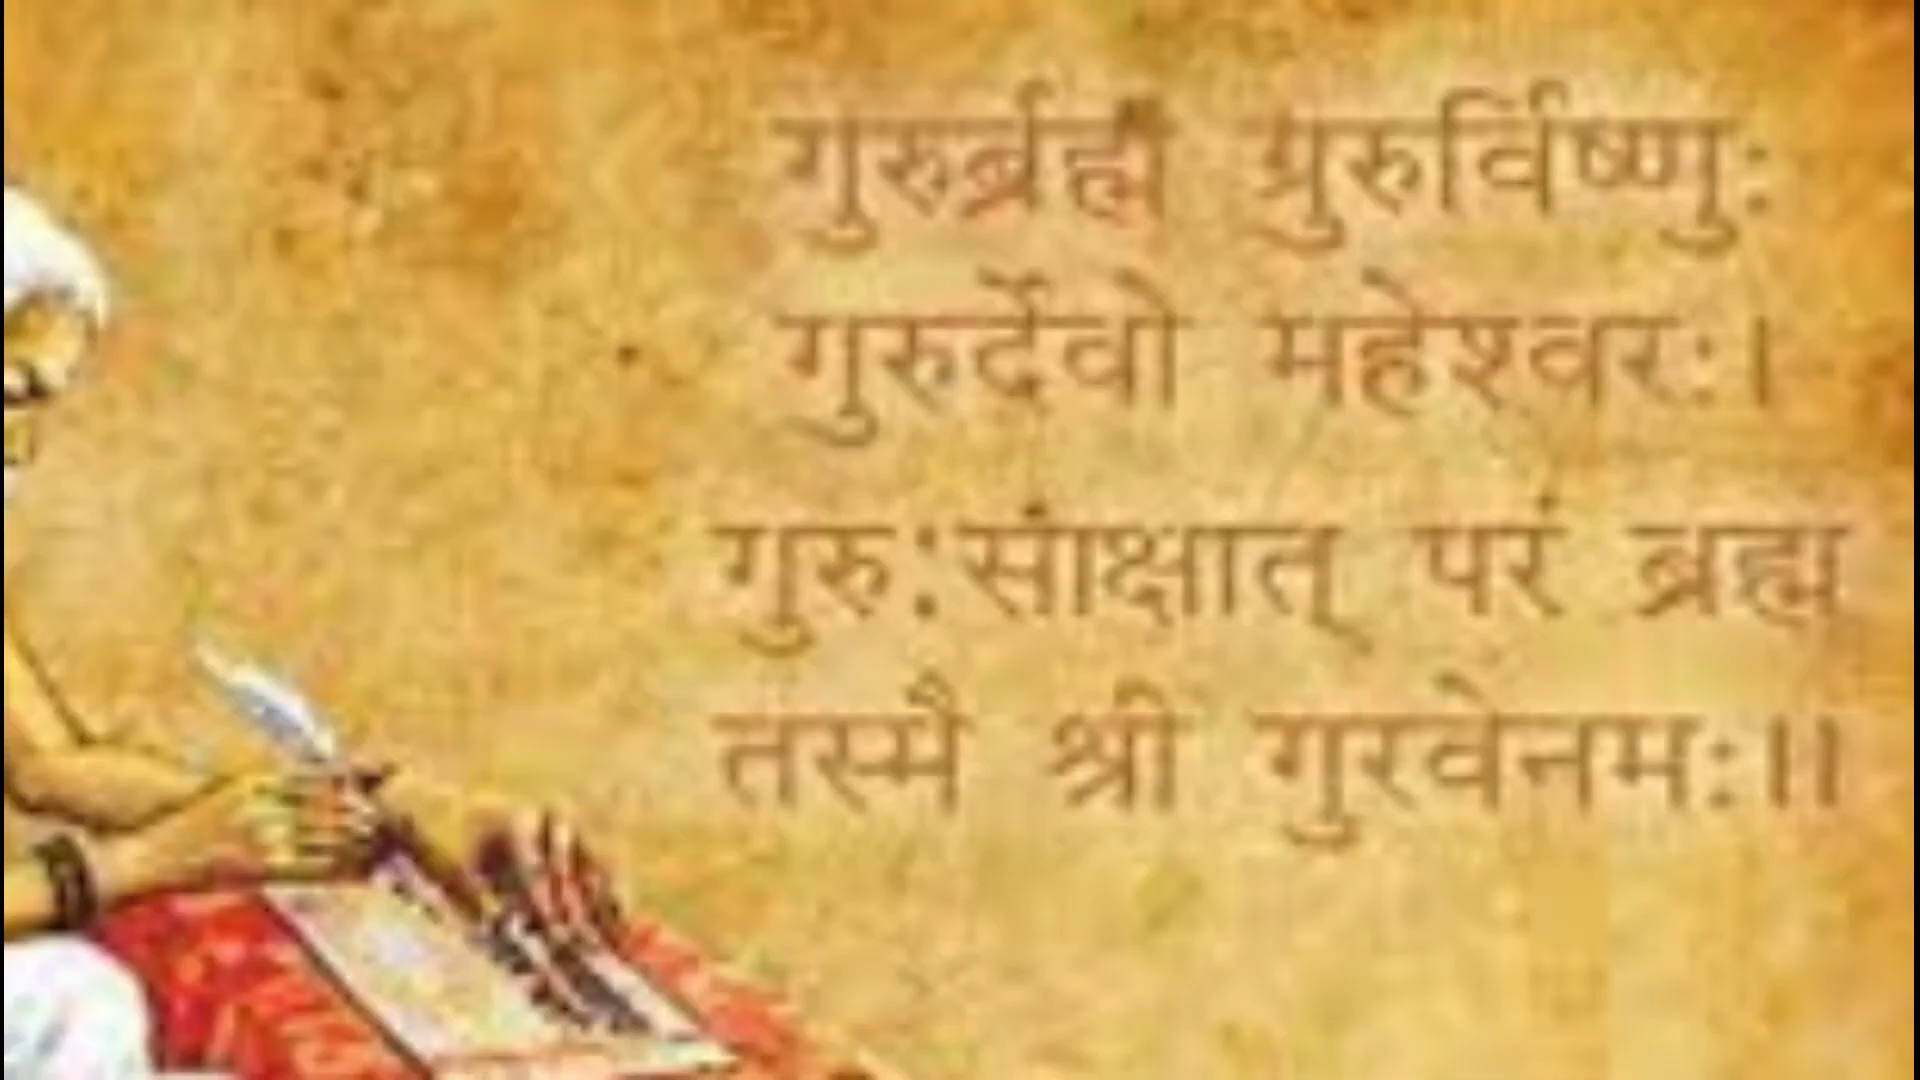 गुरुर्ब्रह्मा ग्रुरुर्विष्णु:
गुरुर्देवो महेश्वर:।
गुरु:सांक्षात् परं ब्रह्म
तस्मै श्री गुरवेनम:।।